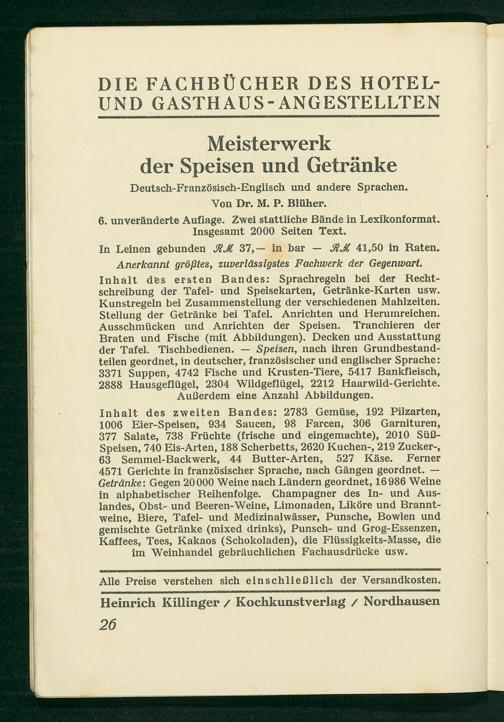 DIE FACHBÜCHER DES HOTEL-
UND GASTHAUS-ANGESTELLTEN
Meisterwerk
der Speisen und Getränke
Deutsch-Französisch-Englisch und andere Sprachen.
Von Dr. M. P. Blüher.
6. unveränderte Auflage. Zwei stattliche Bände in Lexikonformat.
Insgesamt 2000 Seiten Text.
In Leinen gebunden RM 37,— in bar — RM 41,50 in Raten.
Anerkannt größtes, zuverlässigstes Fachwerk der Gegenwart.
Inhalt des ersten Bandes: Sprachregeln bei der Recht-
schreibung der Tafel- und Speisekarten, Getränke-Karten usw.
Kunstregeln bei Zusammenstellung der verschiedenen Mahlzeiten.
Stellung der Getränke bei Tafel. Anrichten und Herumreichen.
Ausschmücken und Anrichten der Speisen. Tranchieren der
Braten und Fische (mit Abbildungen). Decken und Ausstattung
der Tafel. Tischbedienen. — Speisen, nach ihren Grundbestand-
teilen geordnet, in deutscher, französischer und englischer Sprache:
3371 Suppen, 4742 Fische und Krusten-Tiere, 5417 Bankfleisch,
2888 Hausgeflügel, 2304 Wildgeflügel, 2212 Haarwild-Gerichte.
Außerdem eine Anzahl Abbildungen.
Inhalt des zweiten Bandes: 2783 Gemüse, 192 Pilzarten,
1006 Eier-Speisen, 934 Saucen, 98 Farcen, 306 Garnituren,
377 Salate, 738 Früchte (frische und eingemachte), 2010 Süß-
Speisen, 740 Eis-Arten, 188 Scherbetts, 2620 Kuchen-, 219 Zucker-,
63 Semmel-Backwerk, 44 Butter-Arten, 527 Käse. Ferner
4571 Gerichte in französischer Sprache, nach Gängen geordnet. —
Getränke: Gegen 20000 Weine nach Ländern geordnet, 16986 Weine
in alphabetischer Reihenfolge. Champagner des In- und Aus-
landes, Obst- und Beeren-Weine, Limonaden, Liköre und Brannt-
weine, Biere, Tafel- und Medizinalwässer, Punsche, Bowlen und
gemischte Getränke (mixed drinks), Punsch- und Grog-Essenzen,
Kaffees, Tees, Kakaos (Schokoladen), die Flüssigkeits-Masse, die
im Weinhandel gebräuchlichen Fachausdrücke usw.
Alle Preise verstehen sich einschließlich der Versandkosten.
Heinrich Killinger / Kochkunstverlag / Nordhausen
26